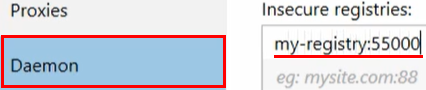 Proxies
Daemon
Insecure registries:
my-registry:55000
eg: mysite.com:88